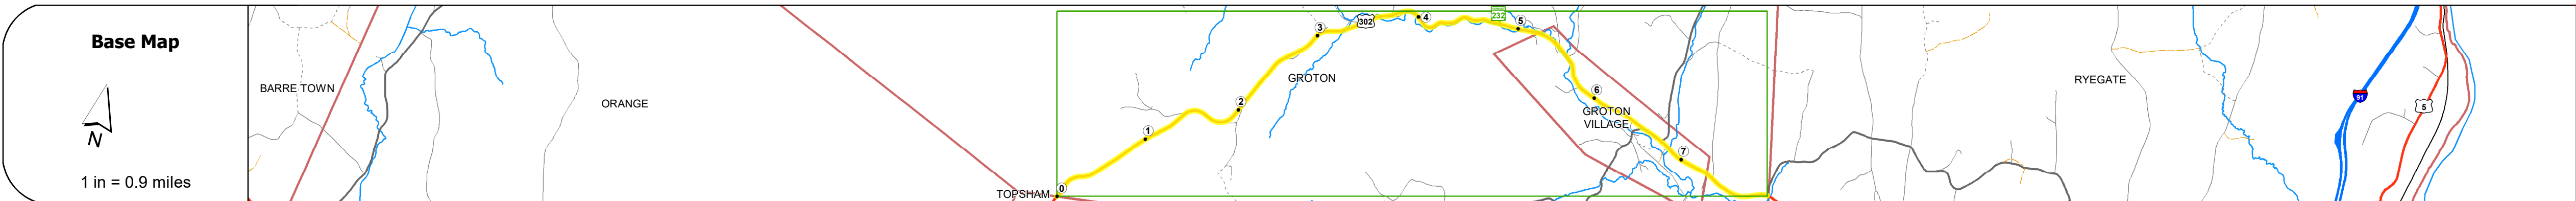 Base Map
N
1 in = 0.9 miles
BARRE TOWN
ORANGE
TOPSHAM
0
1
2
3
302
4
232
5
GROTON
6
GROTON
VILLAGE
7
RYEGATE
91
5